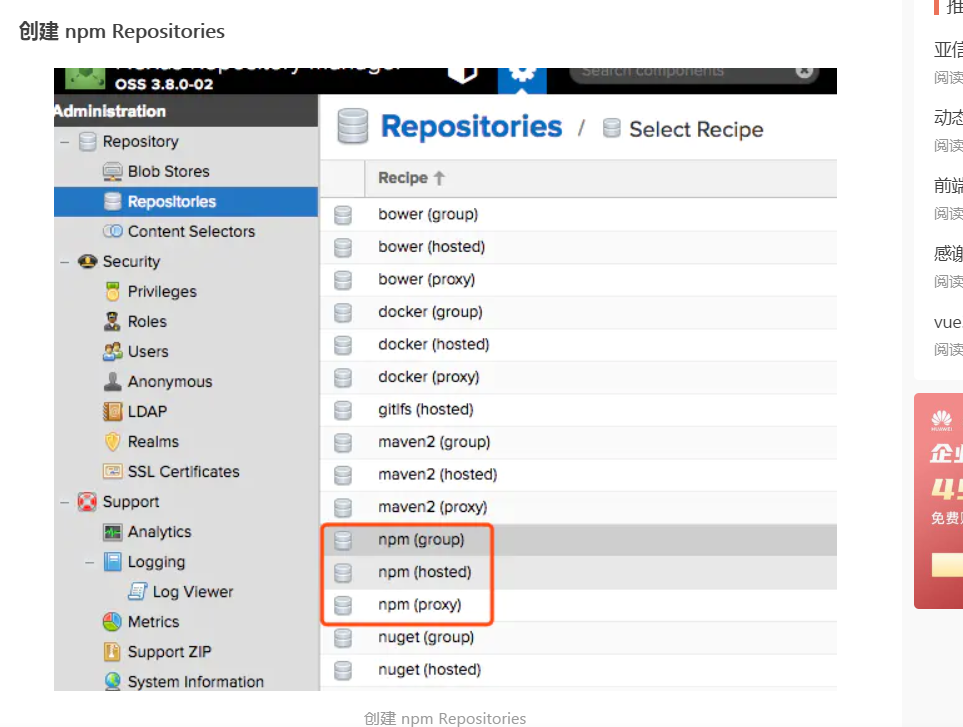 创建 npm Repositories
Nexus Repository Manager
OSS 3.8.0-02
Search components
Administration
Repository
Blob Stores
Repositories
Content Selectors
Security
Privileges
Roles
Users
Anonymous
LDAP
Realms
SSL Certificates
Support
Analytics
Logging
Log Viewer
Metrics
Support ZIP
System Information
Repositories / Select Recipe
Recipe
bower (group)
bower (hosted)
bower (proxy)
docker (group)
docker (hosted)
docker (proxy)
gitlfs (hosted)
maven2 (group)
maven2 (hosted)
maven2 (proxy)
npm (group)
npm (hosted)
npm (proxy)
nuget (group)
nuget (hosted)
创建 npm Repositories
推
亚信
阅读
动态
阅读
前端
阅读
感谢
阅读
vue
阅读
HUAWEI
企业
免费